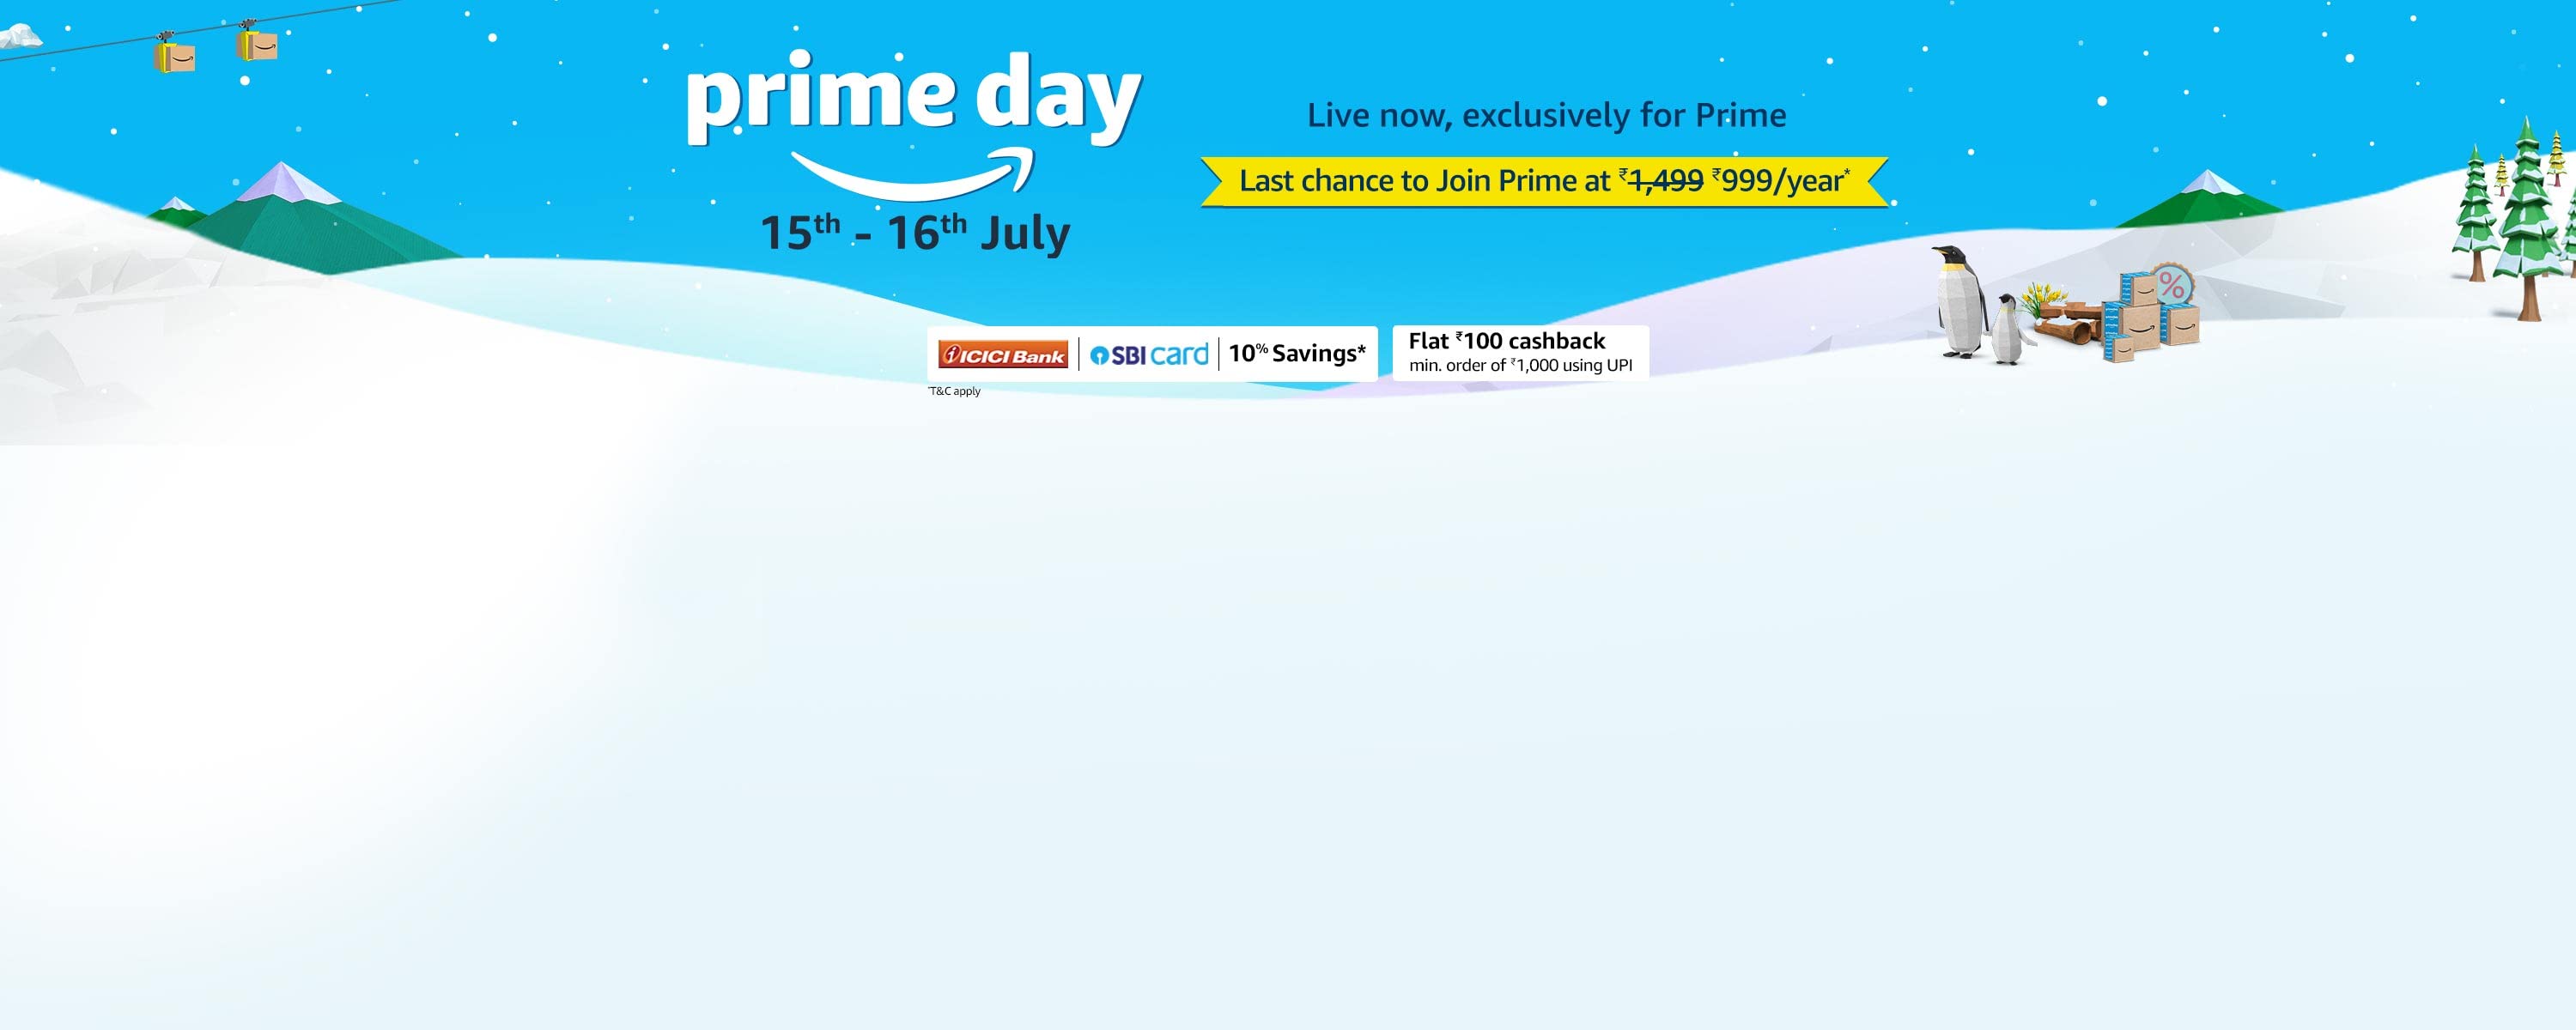 prime day
15th - 16th July
Live now, exclusively for Prime
Last chance to Join Prime at ₹1,499 ₹999/year*
ICICI Bank
SBI card
10% Savings*
Flat ₹100 cashback
min. order of ₹1,000 using UPI
*T&C apply
%